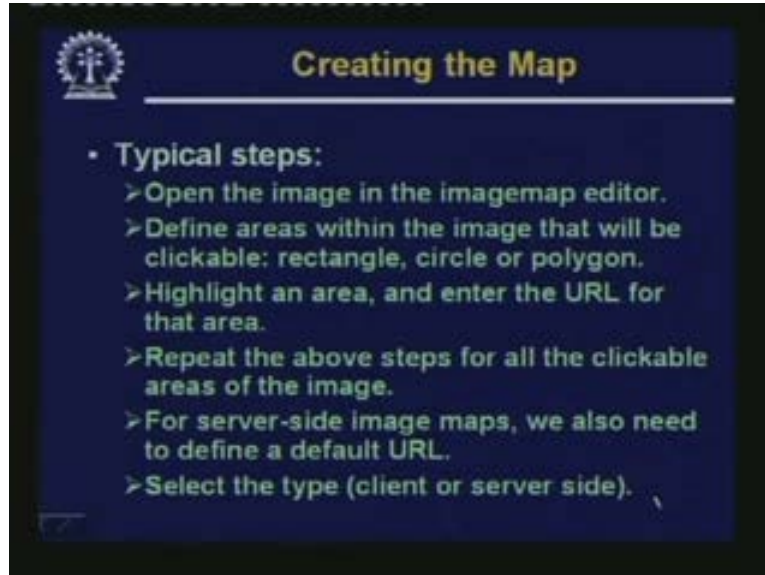 Creating the Map
• Typical steps:
➢Open the image in the imagemap editor.
➢Define areas within the image that will be
clickable: rectangle, circle or polygon.
➢Highlight an area, and enter the URL for
that area.
➢Repeat the above steps for all the clickable
areas of the image.
➢For server-side image maps, we also need
to define a default URL.
➢Select the type (client or server side).